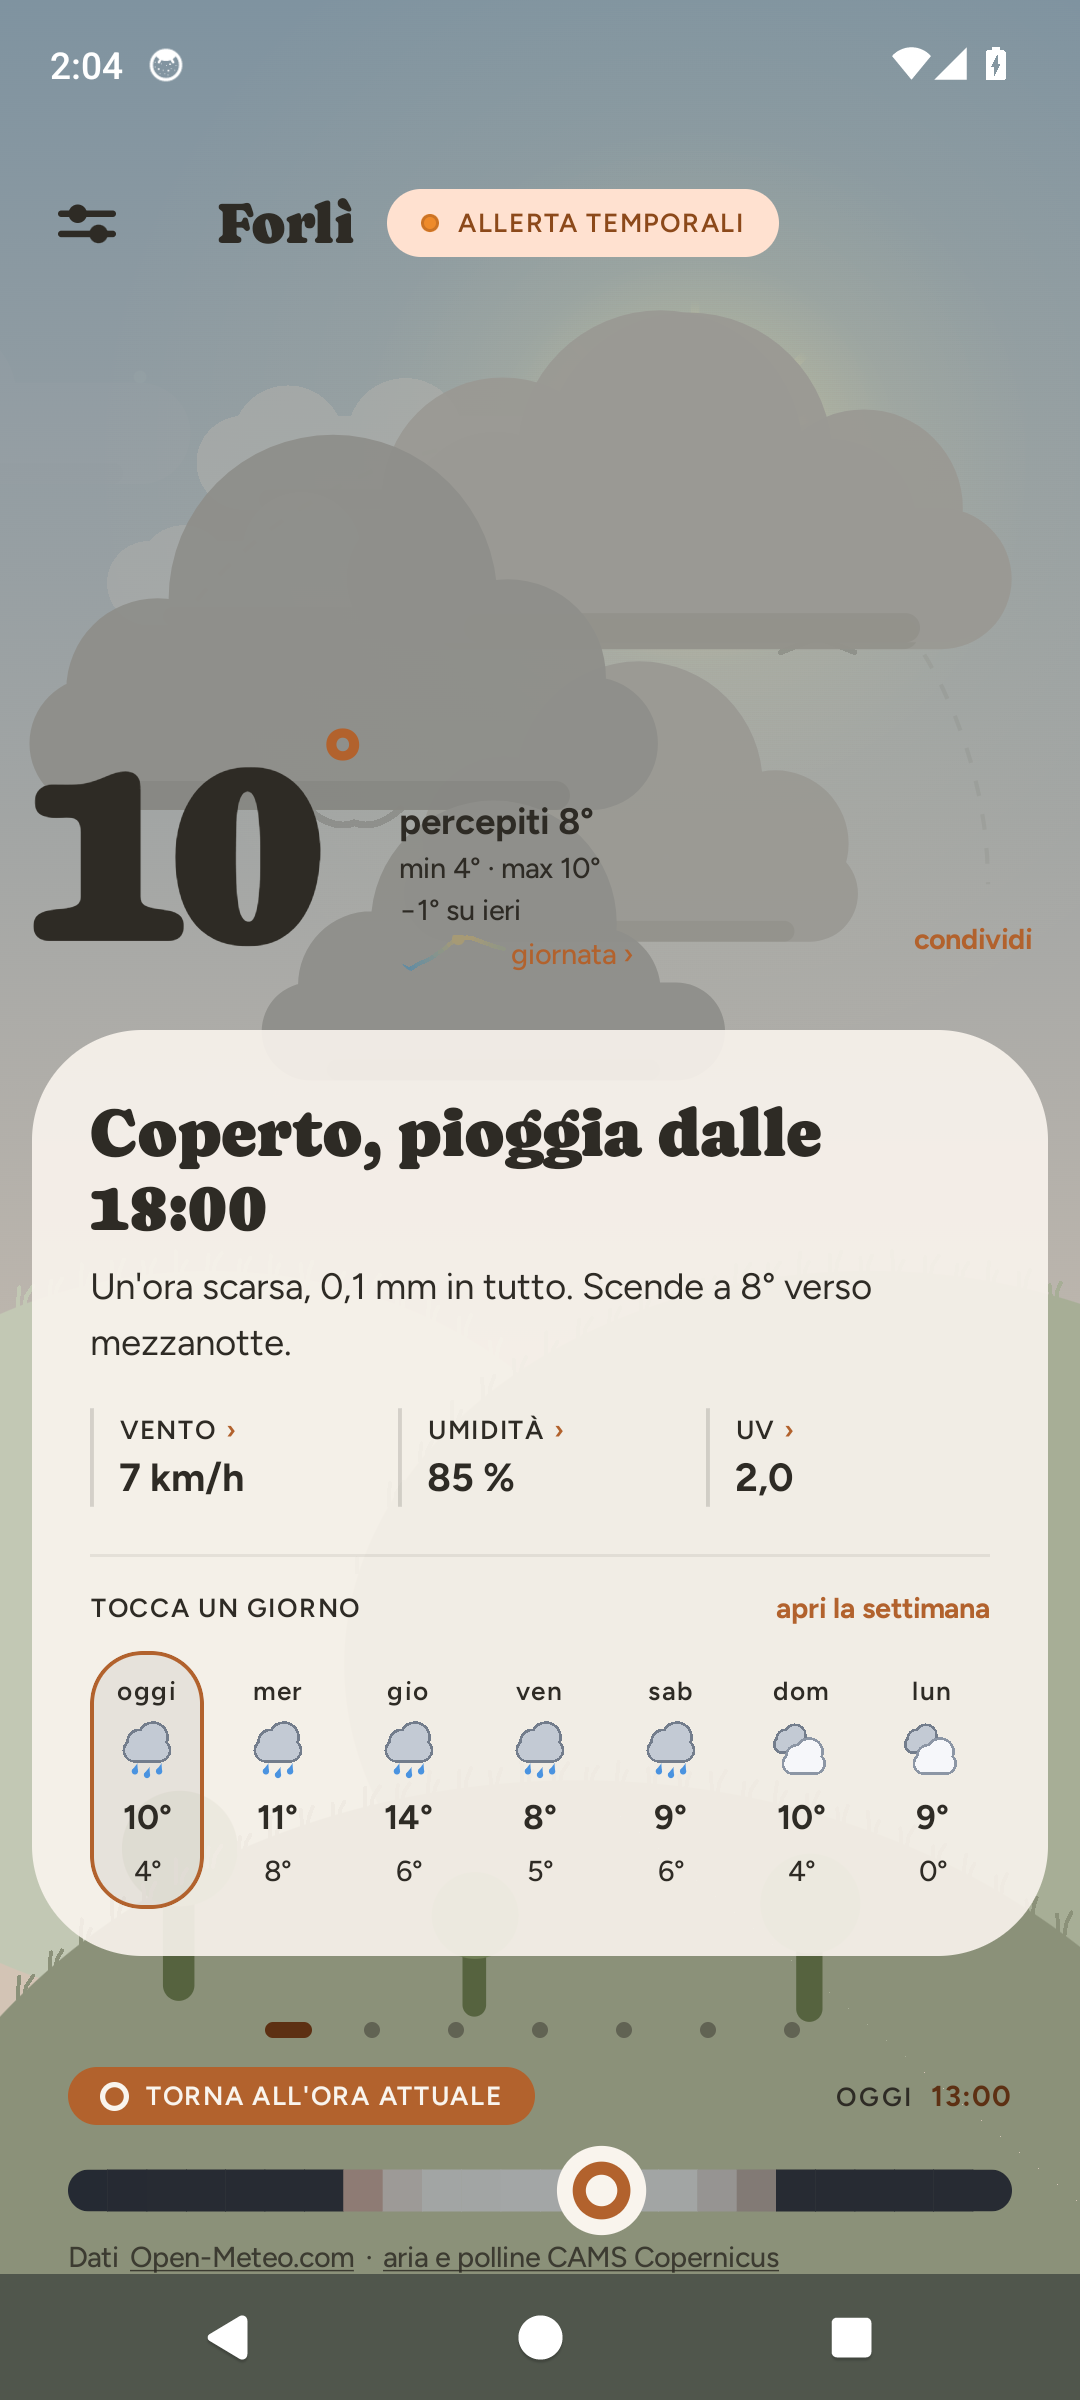 2:04
Forlì
ALLERTA TEMPORALI
10°
percepiti 8°
min 4° · max 10°
−1° su ieri
giornata ›
condividi
Coperto, pioggia dalle
18:00
Un'ora scarsa, 0,1 mm in tutto. Scende a 8° verso
mezzanotte.
VENTO › UMIDITÀ › UV ›
7 km/h 85 % 2,0
TOCCA UN GIORNO apri la settimana
oggi mer gio ven sab dom lun
10° 11° 14° 8° 9° 10° 9°
4° 8° 6° 5° 6° 4° 0°
TORNA ALL'ORA ATTUALE OGGI 13:00
Dati Open-Meteo.com · aria e polline CAMS Copernicus